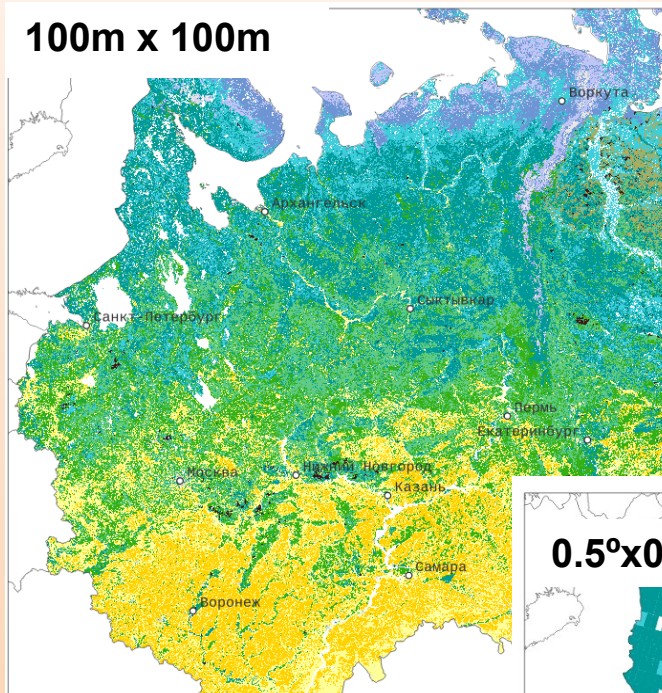 100m x 100m
Воркута
Архангельск
Сыктывкар
Санкт-Петербург
Пермь
Екатеринбург
Нижний Новгород
Москва
Казань
0.5ºx0
Самара
Воронеж